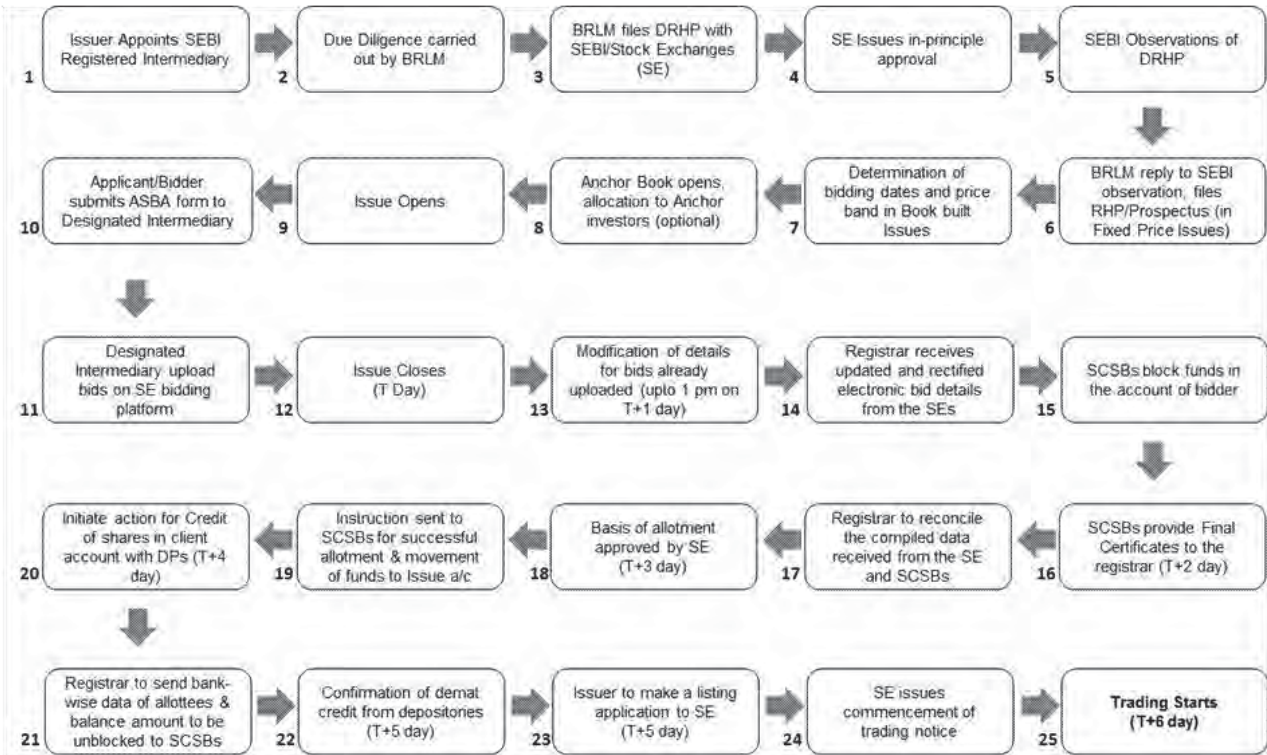 Issuer Appoints SEBI
Registered Intermediary
1
Due Diligence carried
out by BRLM
2
BRLM files DRHP with
SEBI/Stock Exchanges
(SE)
3
SE Issues in-principle
approval
4
SEBI Observations of
DRHP
5
BRLM reply to SEBI
observation, files
RHP/Prospectus (in
Fixed Price Issues)
6
Determination of
bidding dates and price
band in Book built
Issues
7
Anchor Book opens,
allocation to Anchor
investors (optional)
8
Issue Opens
9
Applicant/Bidder
submits ASBA form to
Designated Intermediary
10
Designated
Intermediary upload
bids on SE bidding
platform
11
Issue Closes
(T Day)
12
Modification of details
for bids already
uploaded (upto 1 pm on
T+1 day)
13
Registrar receives
updated and rectified
electronic bid details
from the SEs
14
SCSBs block funds in
the account of bidder
15
SCSBs provide Final
Certificates to the
registrar (T+2 day)
16
Registrar to reconcile
the compiled data
received from the SE
and SCSBs
17
Basis of allotment
approved by SE
(T+3 day)
18
Instruction sent to
SCSBs for successful
allotment & movement
of funds to Issue a/c
19
Initiate action for Credit
of shares in client
account with DPs (T+4
day)
20
Registrar to send bank-
wise data of allottees &
balance amount to be
unblocked to SCSBs
21
Confirmation of demat
credit from depositories
(T+5 day)
22
Issuer to make a listing
application to SE
(T+5 day)
23
SE issues
commencement of
trading notice
24
Trading Starts
(T+6 day)
25